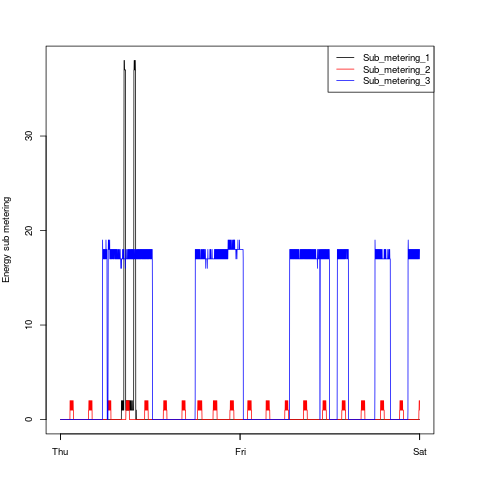 Sub_metering_1
Sub_metering_2
Sub_metering_3
Energy sub metering
30
20
10
0
Thu Fri Sat